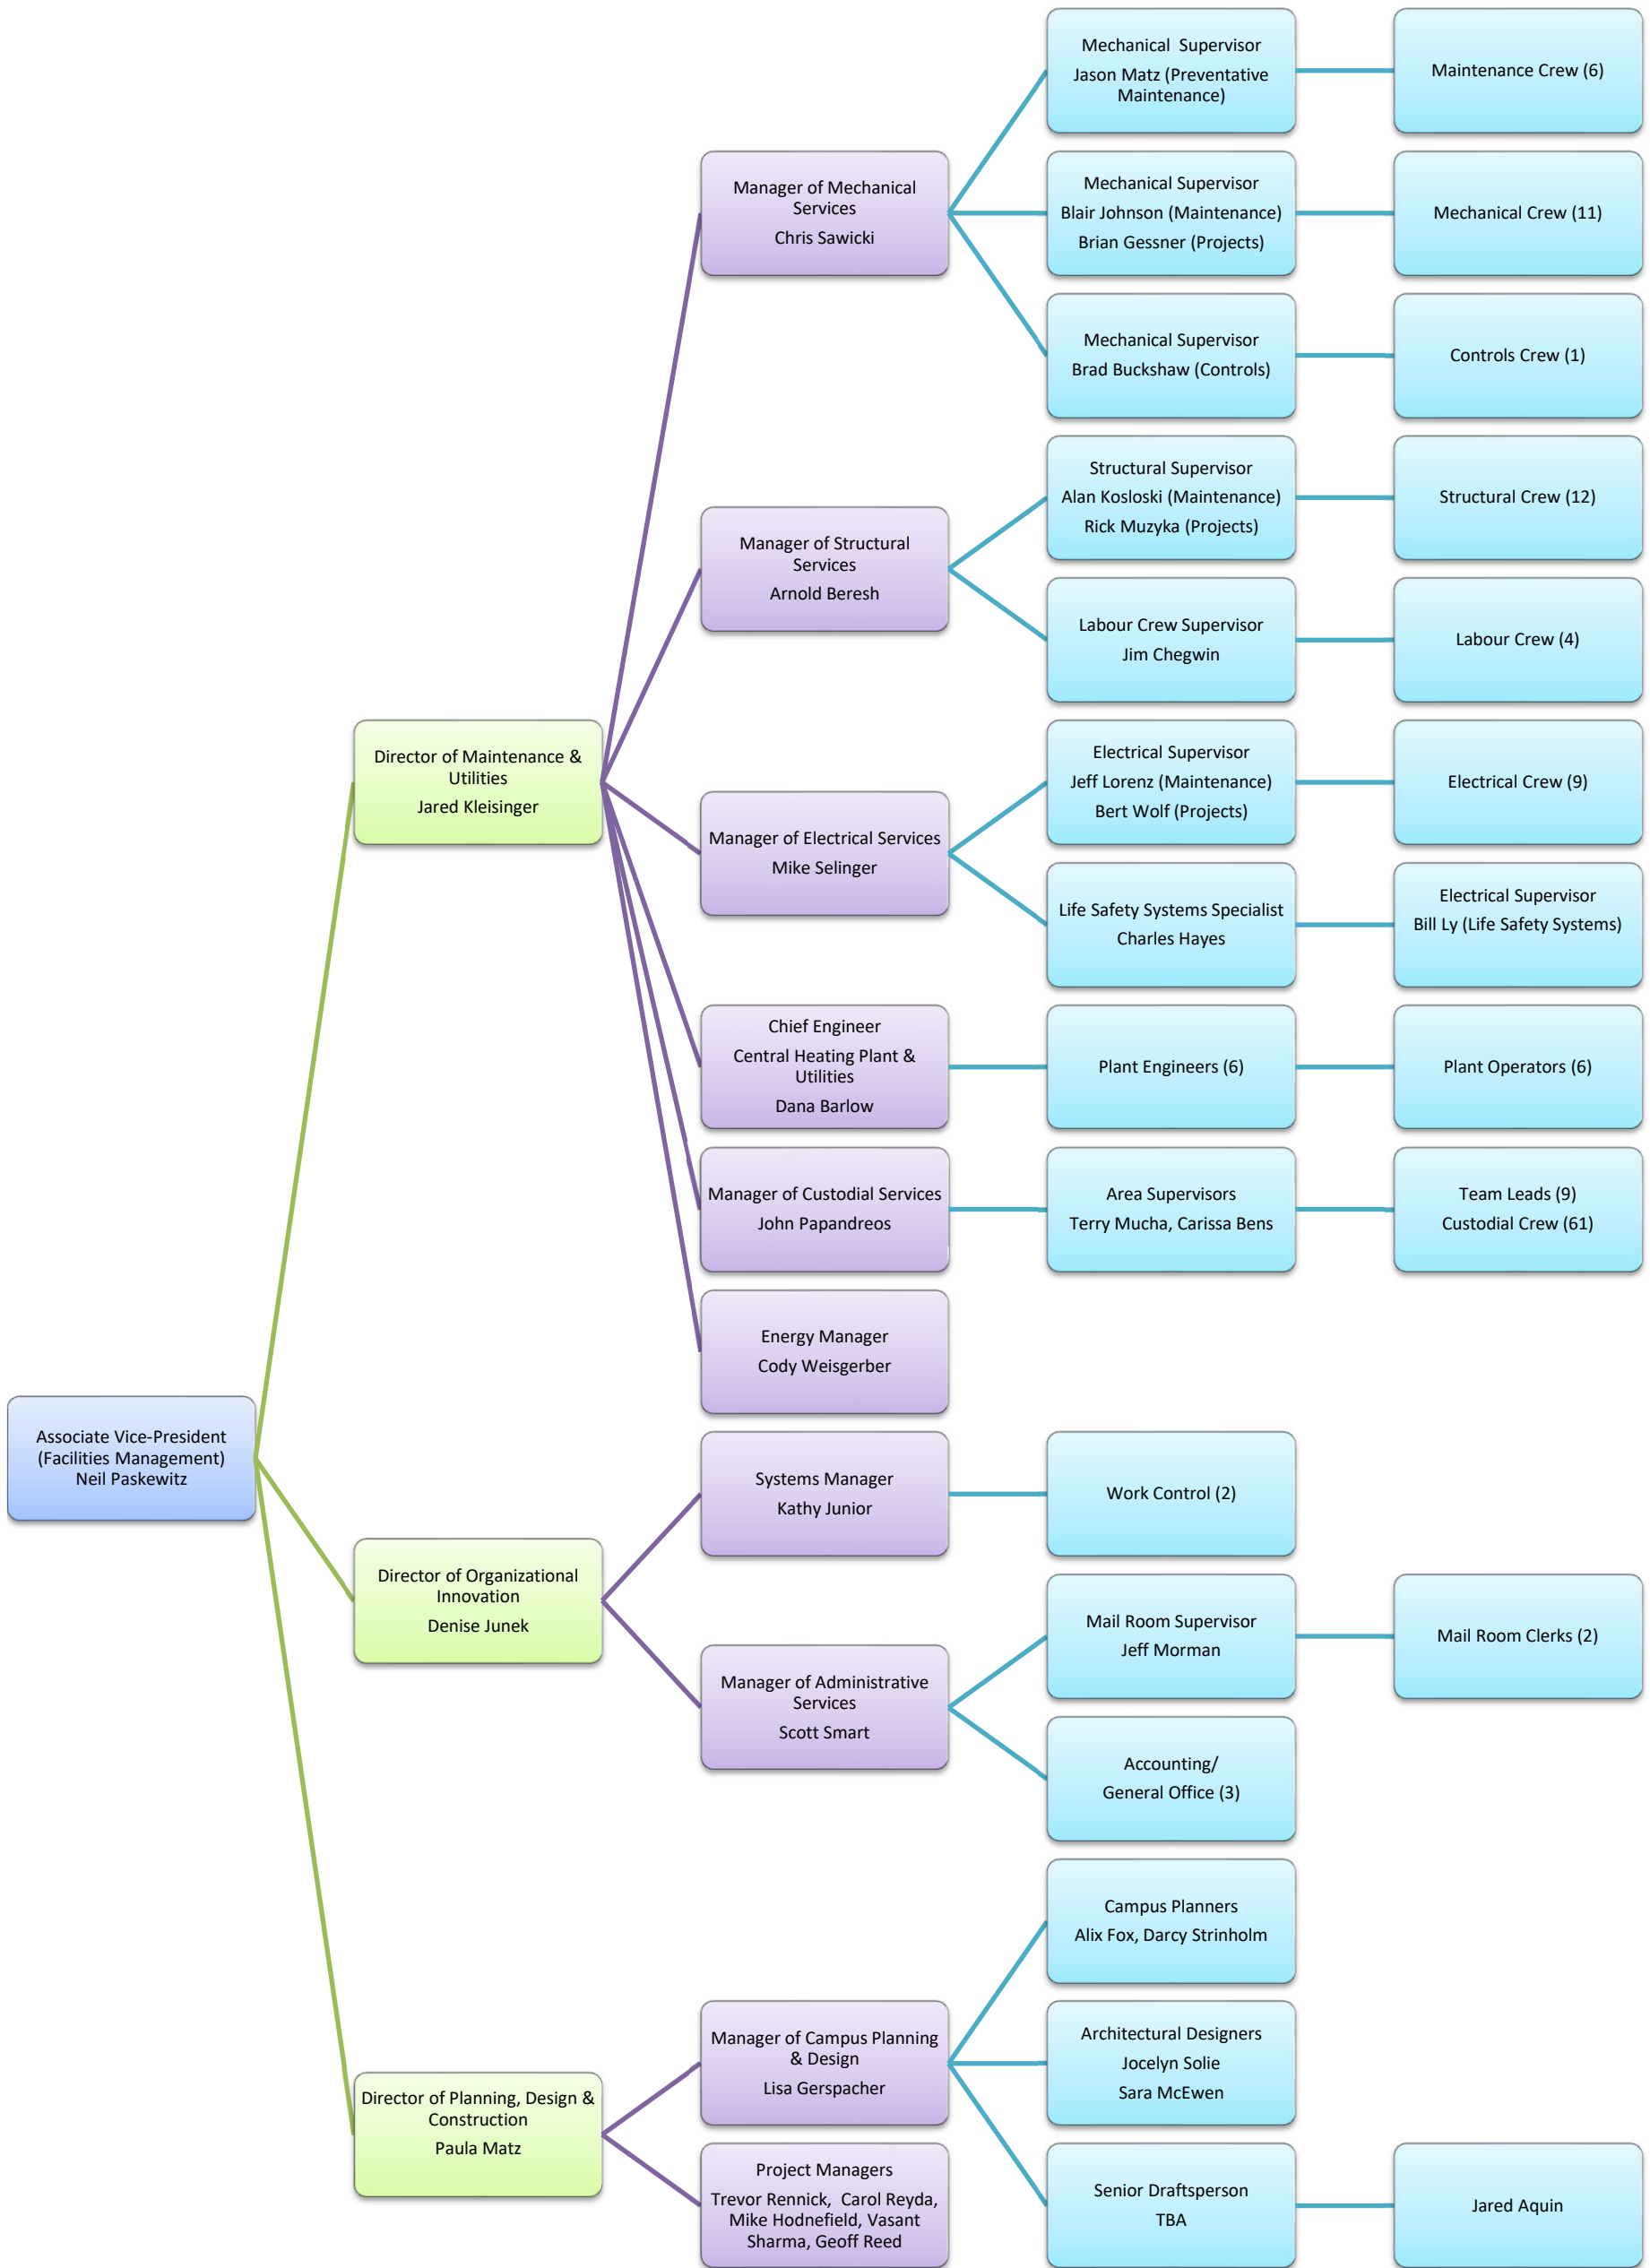 Associate Vice-President
(Facilities Management)
Neil Paskewitz
Director of Maintenance &
Utilities
Jared Kleisinger
Manager of Mechanical
Services
Chris Sawicki
Mechanical  Supervisor
Jason Matz (Preventative
Maintenance)
Maintenance Crew (6)
Mechanical Supervisor
Blair Johnson (Maintenance)
Brian Gessner (Projects)
Mechanical Crew (11)
Mechanical Supervisor
Brad Buckshaw (Controls)
Controls Crew (1)
Manager of Structural
Services
Arnold Beresh
Structural Supervisor
Alan Kosloski (Maintenance)
Rick Muzyka (Projects)
Structural Crew (12)
Labour Crew Supervisor
Jim Chegwin
Labour Crew (4)
Manager of Electrical Services
Mike Selinger
Electrical Supervisor
Jeff Lorenz (Maintenance)
Bert Wolf (Projects)
Electrical Crew (9)
Life Safety Systems Specialist
Charles Hayes
Electrical Supervisor
Bill Ly (Life Safety Systems)
Chief Engineer
Central Heating Plant &
Utilities
Dana Barlow
Plant Engineers (6)
Plant Operators (6)
Manager of Custodial Services
John Papandreos
Area Supervisors
Terry Mucha, Carissa Bens
Team Leads (9)
Custodial Crew (61)
Energy Manager
Cody Weisgerber
Director of Organizational
Innovation
Denise Junek
Systems Manager
Kathy Junior
Work Control (2)
Manager of Administrative
Services
Scott Smart
Mail Room Supervisor
Jeff Morman
Mail Room Clerks (2)
Accounting/
General Office (3)
Director of Planning, Design &
Construction
Paula Matz
Manager of Campus Planning
& Design
Lisa Gerspacher
Campus Planners
Alix Fox, Darcy Strinholm
Architectural Designers
Jocelyn Solie
Sara McEwen
Senior Draftsperson
TBA
Jared Aquin
Project Managers
Trevor Rennick,  Carol Reyda,
Mike Hodnefield, Vasant
Sharma, Geoff Reed